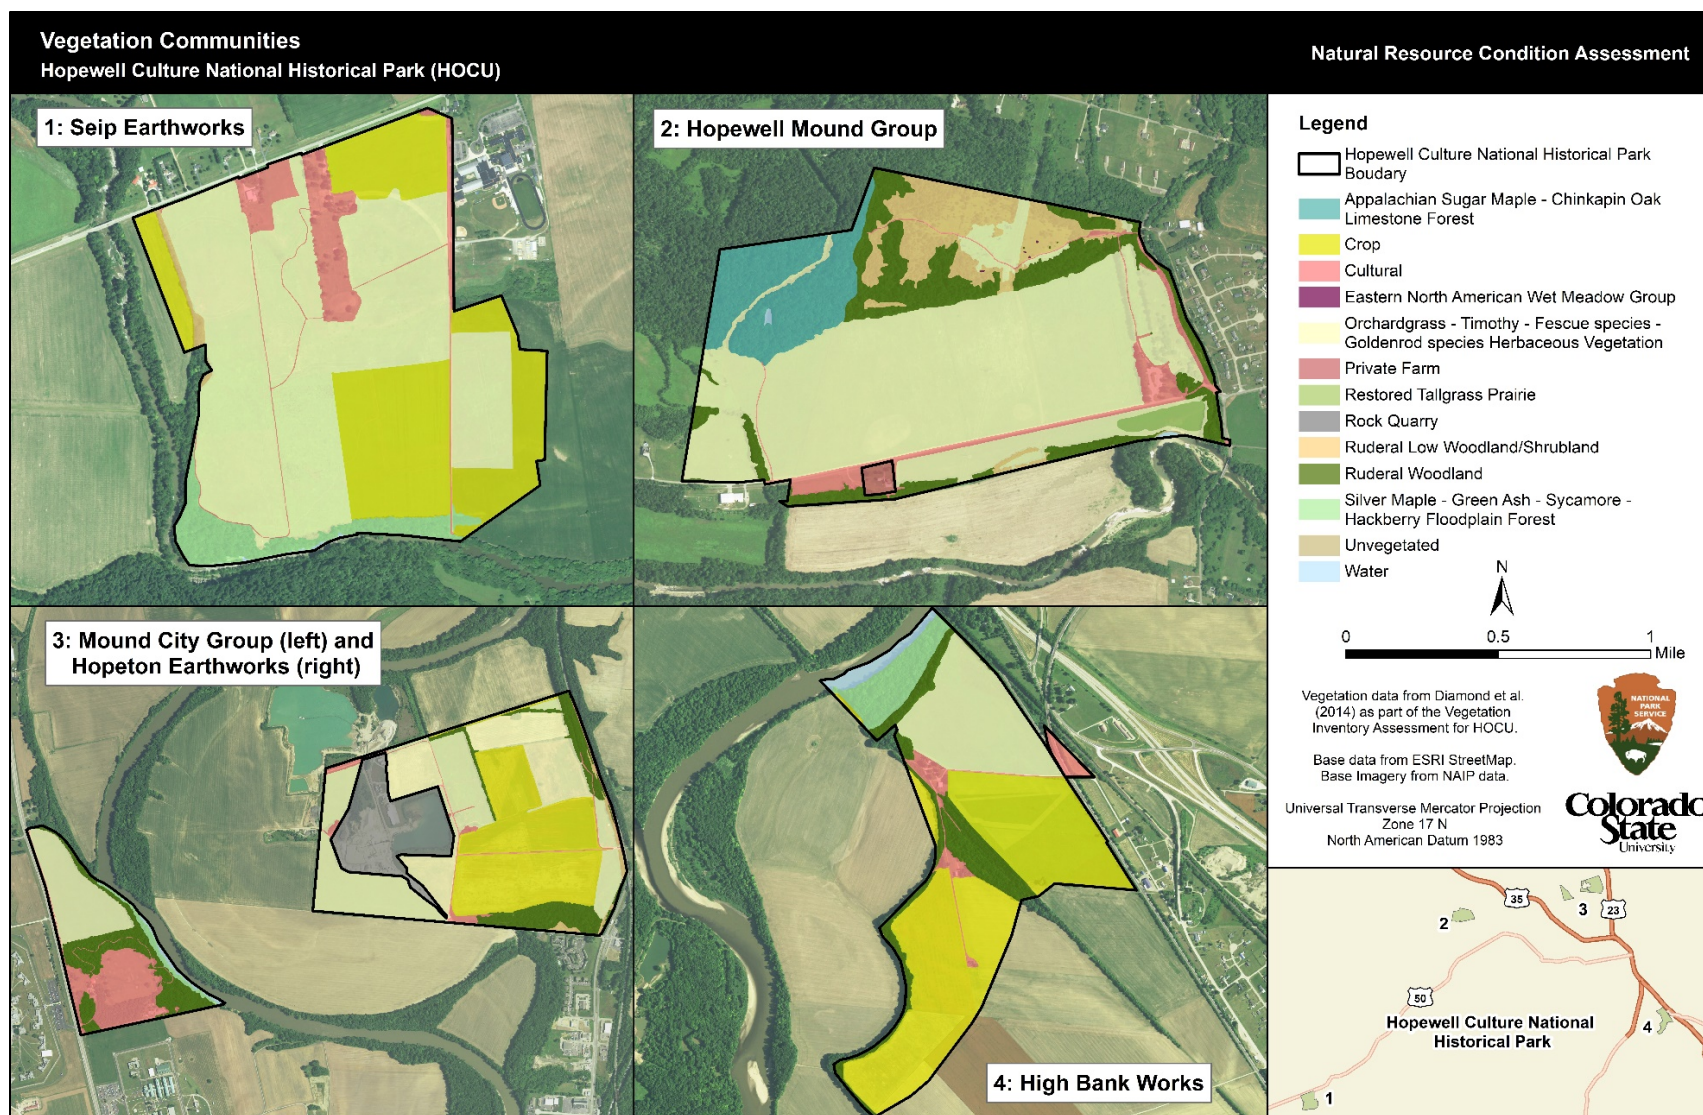 Vegetation Communities
Hopewell Culture National Historical Park (HOCU)
Natural Resource Condition Assessment
1: Seip Earthworks
2: Hopewell Mound Group
3: Mound City Group (left) and
Hopeton Earthworks (right)
4: High Bank Works
Legend
Hopewell Culture National Historical Park
Boudary
Appalachian Sugar Maple - Chinkapin Oak
Limestone Forest
Crop
Cultural
Eastern North American Wet Meadow Group
Orchardgrass - Timothy - Fescue species -
Goldenrod species Herbaceous Vegetation
Private Farm
Restored Tallgrass Prairie
Rock Quarry
Ruderal Low Woodland/Shrubland
Ruderal Woodland
Silver Maple - Green Ash - Sycamore -
Hackberry Floodplain Forest
Unvegetated
Water
N
0 0.5 1
Mile
Vegetation data from Diamond et al.
(2014) as part of the Vegetation
Inventory Assessment for HOCU.
Base data from ESRI StreetMap.
Base Imagery from NAIP data.
Universal Transverse Mercator Projection
Zone 17 N
North American Datum 1983
NATIONAL
PARK
SERVICE
Colorado
State
University
35
3
23
2
50
Hopewell Culture National
Historical Park
4
1